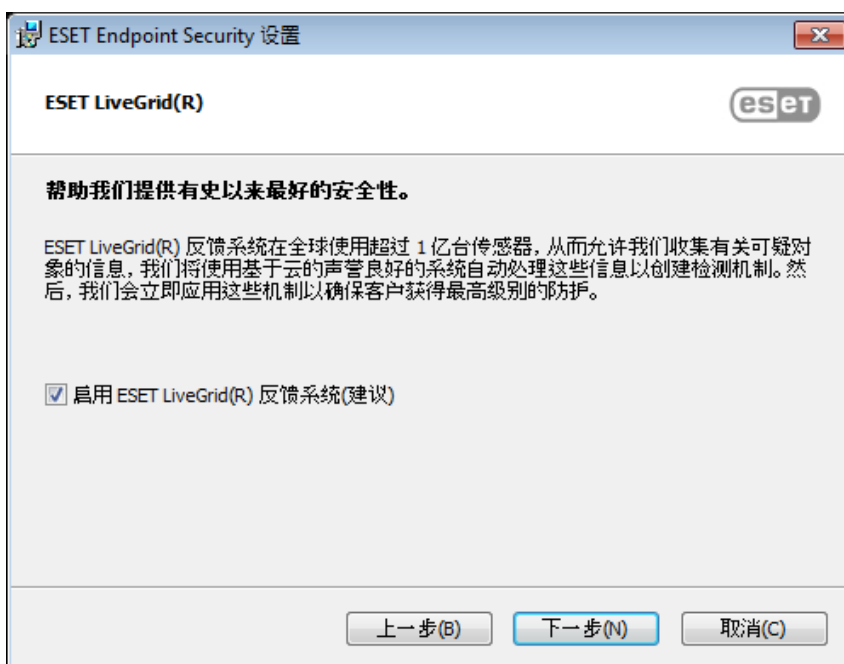 ESET Endpoint Security 设置
ESET LiveGrid(R)
eset
帮助我们提供有史以来最好的安全性。
ESET LiveGrid(R) 反馈系统在全球使用超过 1 亿台传感器，从而允许我们收集有关可疑对
象的信息，我们将使用基于云的声誉良好的系统自动处理这些信息以创建检测机制。然
后，我们会立即应用这些机制以确保客户获得最高级别的防护。
启用 ESET LiveGrid(R) 反馈系统(建议)
上一步(B)
下一步(N)
取消(C)